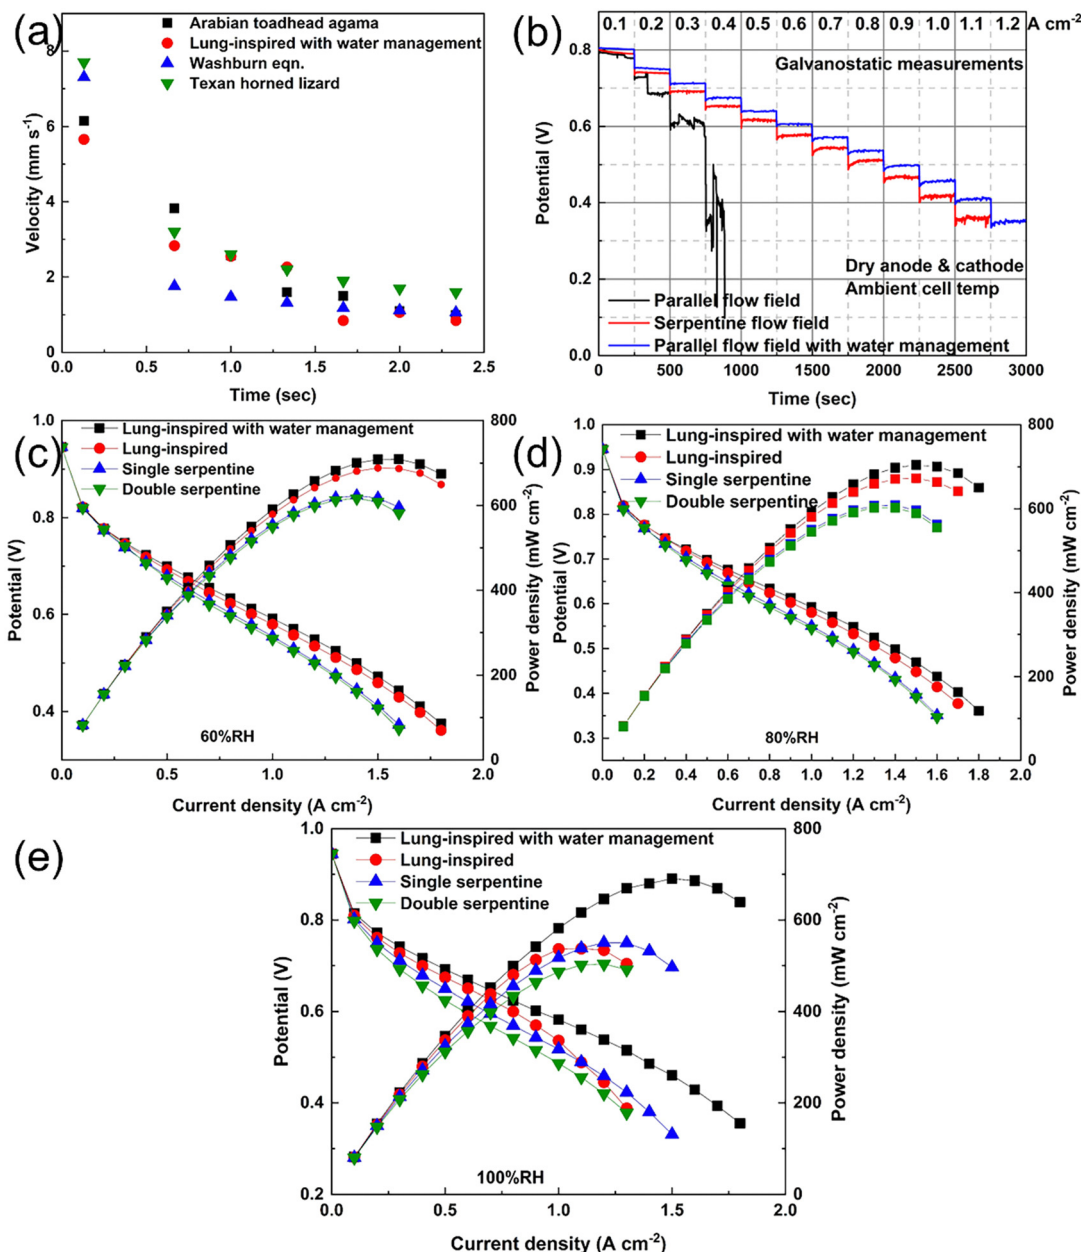 (a)
Arabian toadhead agama
Lung-inspired with water management
Washburn eqn.
Texan horned lizard
Velocity (mm s⁻¹)
8
6
4
2
0
0.0 0.5 1.0 1.5 2.0 2.5
Time (sec)
(b)
0.1 0.2 0.3 0.4 0.5 0.6 0.7 0.8 0.9 1.0 1.1 1.2 A cm⁻²
Galvanostatic measurements
Potential (V)
0.8
0.6
0.4
0.2
0.0
Dry anode & cathode
Ambient cell temp
Parallel flow field
Serpentine flow field
Parallel flow field with water management
0 500 1000 1500 2000 2500 3000
Time (sec)
(c)
Lung-inspired with water management
Lung-inspired
Single serpentine
Double serpentine
Potential (V)
1.0
0.8
0.6
0.4
Power density (mW cm⁻²)
800
600
400
200
0
60%RH
0.0 0.5 1.0 1.5 2.0
Current density (A cm⁻²)
(d)
Lung-inspired with water management
Lung-inspired
Single serpentine
Double serpentine
Potential (V)
1.0
0.9
0.8
0.7
0.6
0.5
0.4
0.3
Power density (mW cm⁻²)
800
600
400
200
0
80%RH
0.0 0.2 0.4 0.6 0.8 1.0 1.2 1.4 1.6 1.8 2.0
Current density (A cm⁻²)
(e)
Lung-inspired with water management
Lung-inspired
Single serpentine
Double serpentine
Potential (V)
1.0
0.8
0.6
0.4
0.2
Power density (mW cm⁻²)
800
600
400
200
0
100%RH
0.0 0.5 1.0 1.5 2.0
Current density (A cm⁻²)